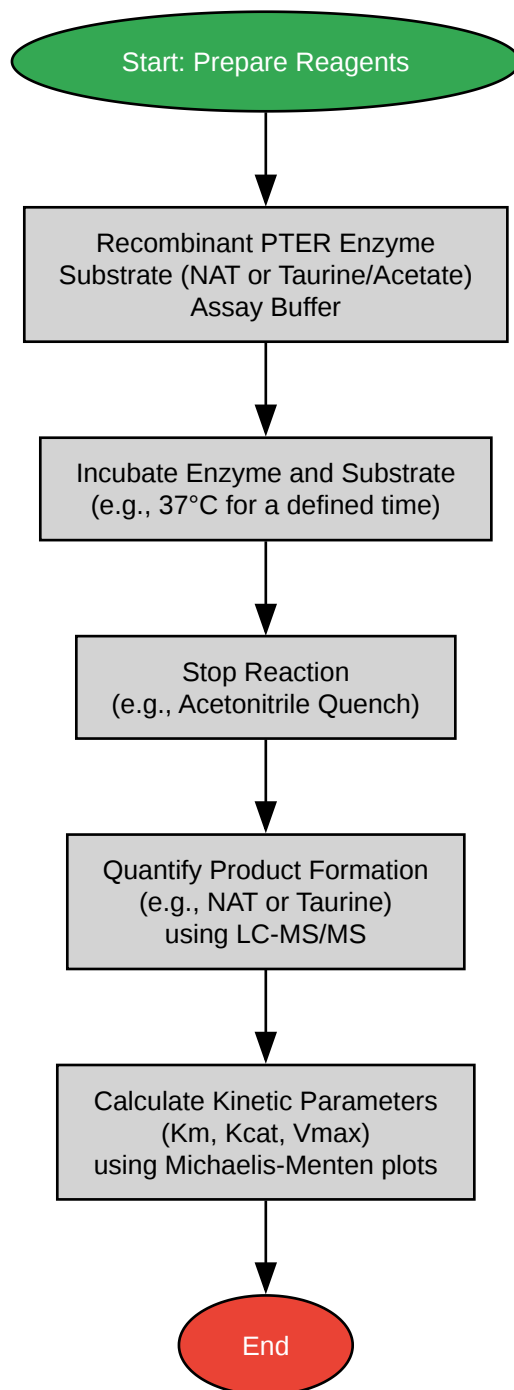 Start: Prepare Reagents
Recombinant PTER Enzyme
Substrate (NAT or Taurine/Acetate)
Assay Buffer
Incubate Enzyme and Substrate
(e.g., 37°C for a defined time)
Stop Reaction
(e.g., Acetonitrile Quench)
Quantify Product Formation
(e.g., NAT or Taurine)
using LC-MS/MS
Calculate Kinetic Parameters
(Km, Kcat, Vmax)
using Michaelis-Menten plots
End